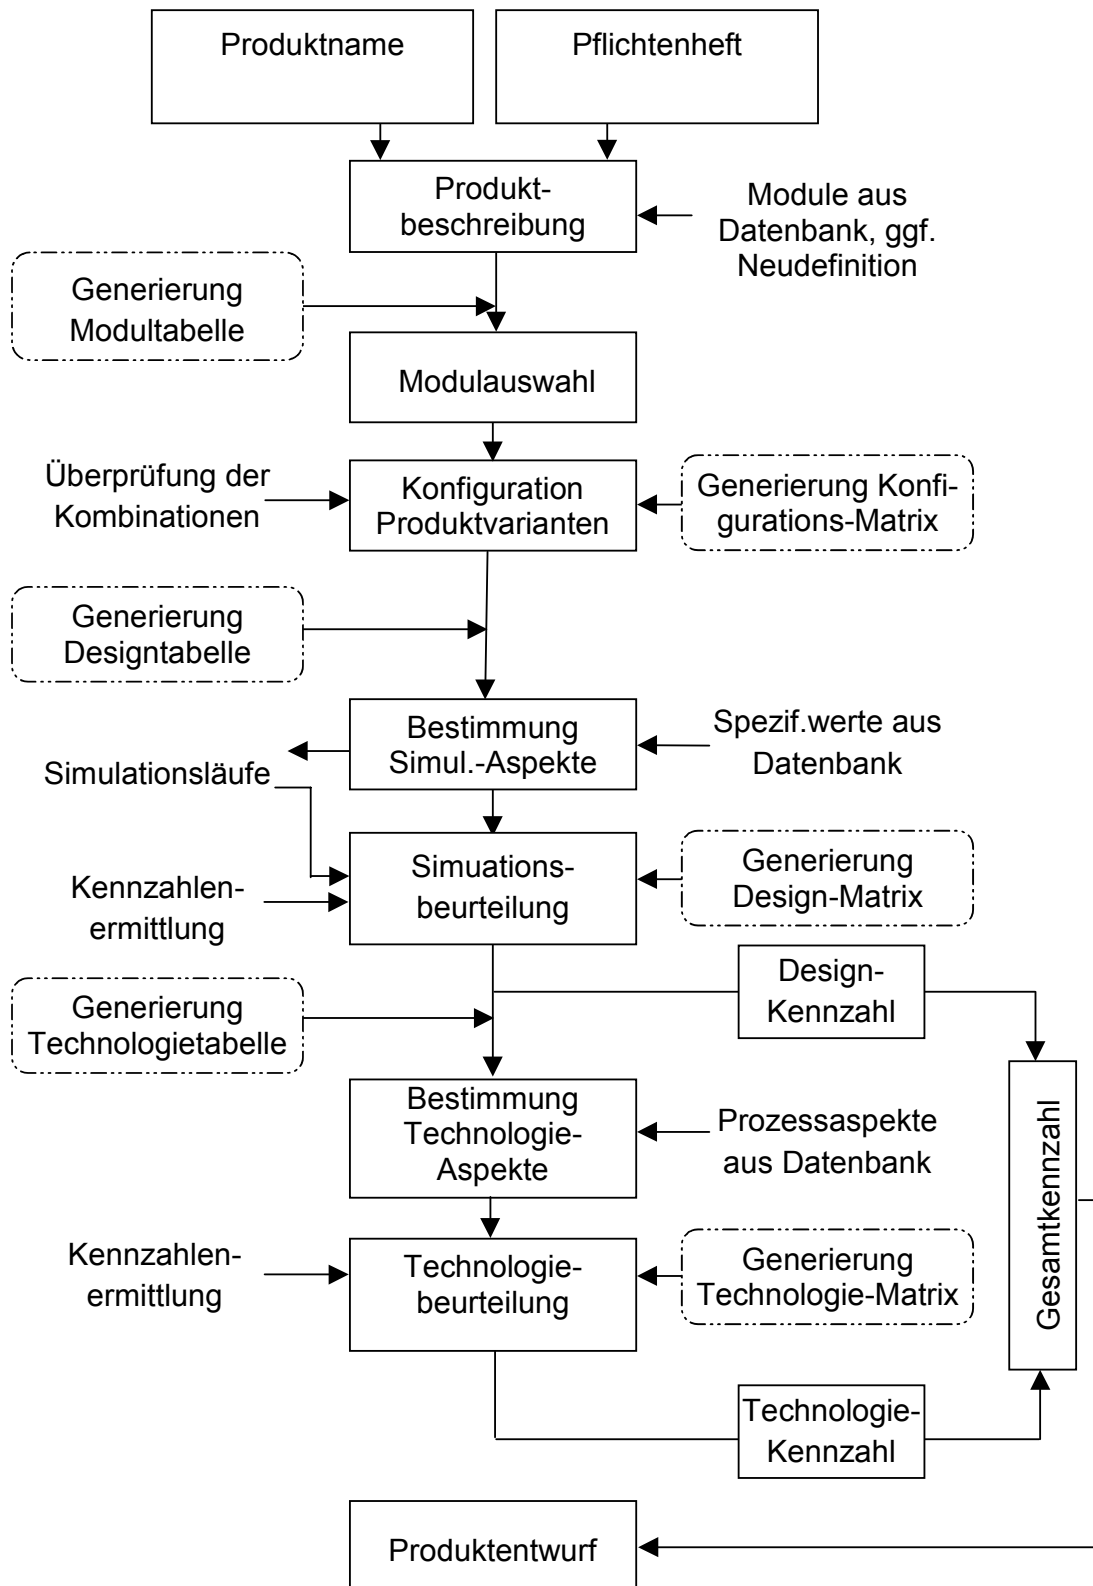 Produktname
Pflichtenheft
Produkt-
beschreibung
Module aus
Datenbank, ggf.
Neudefinition
Generierung
Modultabelle
Modulauswahl
Überprüfung der
Kombinationen
Konfiguration
Produktvarianten
Generierung Konfi-
gurations-Matrix
Generierung
Designtabelle
Bestimmung
Simul.-Aspekte
Spezif.werte aus
Datenbank
Simulationsläufe
Simuations-
beurteilung
Generierung
Design-Matrix
Kennzahlen-
ermittlung
Design-
Kennzahl
Generierung
Technologietabelle
Bestimmung
Technologie-
Aspekte
Prozessaspekte
aus Datenbank
Gesamtkennzahl
Kennzahlen-
ermittlung
Technologie-
beurteilung
Generierung
Technologie-Matrix
Technologie-
Kennzahl
Produktentwurf